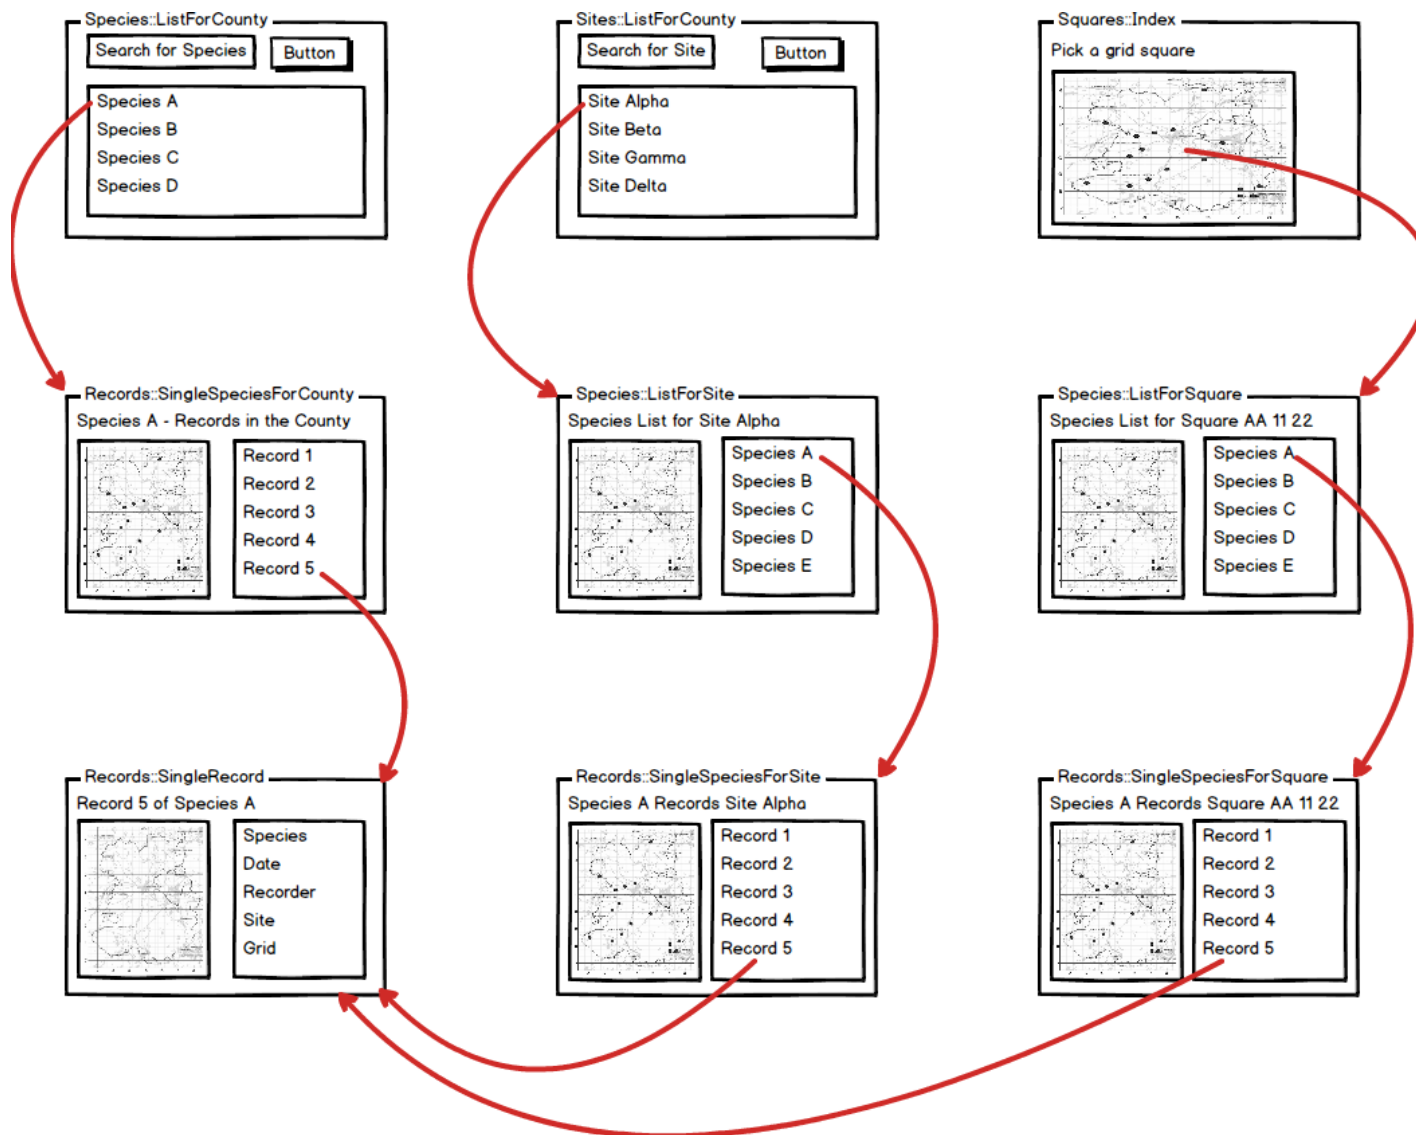 Species::ListForCounty
Search for Species
Button
Species A
Species B
Species C
Species D
Sites::ListForCounty
Search for Site
Button
Site Alpha
Site Beta
Site Gamma
Site Delta
Squares::Index
Pick a grid square
Records::SingleSpeciesForCounty
Species A - Records in the County
Record 1
Record 2
Record 3
Record 4
Record 5
Species::ListForSite
Species List for Site Alpha
Species A
Species B
Species C
Species D
Species E
Species::ListForSquare
Species List for Square AA 11 22
Species A
Species B
Species C
Species D
Species E
Records::SingleRecord
Record 5 of Species A
Species
Date
Recorder
Site
Grid
Records::SingleSpeciesForSite
Species A Records Site Alpha
Record 1
Record 2
Record 3
Record 4
Record 5
Records::SingleSpeciesForSquare
Species A Records Square AA 11 22
Record 1
Record 2
Record 3
Record 4
Record 5